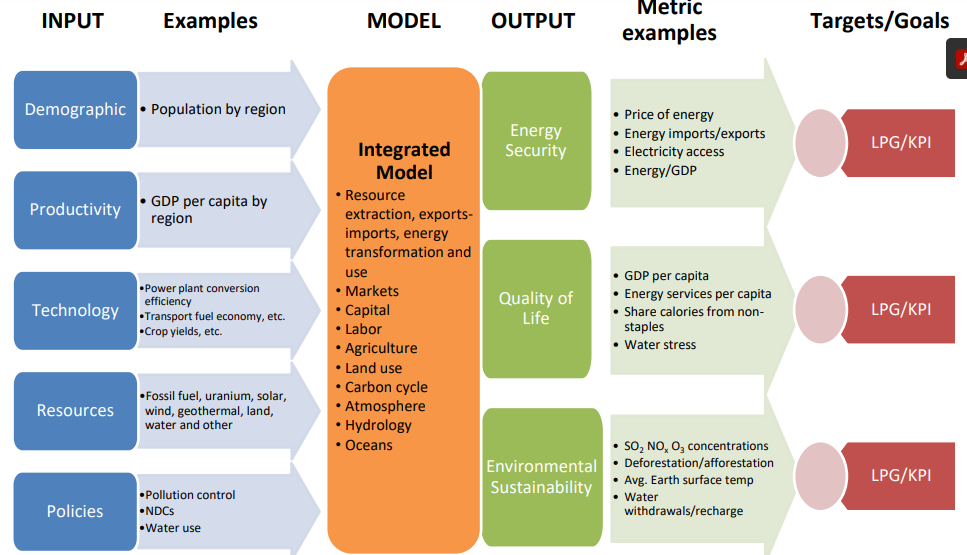 INPUT
Examples
MODEL
OUTPUT
Metric
examples
Targets/Goals
Demographic
• Population by region
Productivity
• GDP per capita by
region
Technology
•Power plant conversion
efficiency
•Transport fuel economy, etc.
•Crop yields, etc.
Resources
•Fossil fuel, uranium, solar,
wind, geothermal, land,
water and other
Policies
•Pollution control
•NDCs
•Water use
Integrated
Model
• Resource
extraction, exports-
imports, energy
transformation and
use
• Markets
• Capital
• Labor
• Agriculture
• Land use
• Carbon cycle
• Atmosphere
• Hydrology
• Oceans
Energy
Security
• Price of energy
• Energy imports/exports
• Electricity access
• Energy/GDP
LPG/KPI
Quality of
Life
• GDP per capita
• Energy services per capita
• Share calories from non-
staples
• Water stress
LPG/KPI
Environmental
Sustainability
• SO₂ NOₓ O₃ concentrations
• Deforestation/afforestation
• Avg. Earth surface temp
• Water
withdrawals/recharge
LPG/KPI